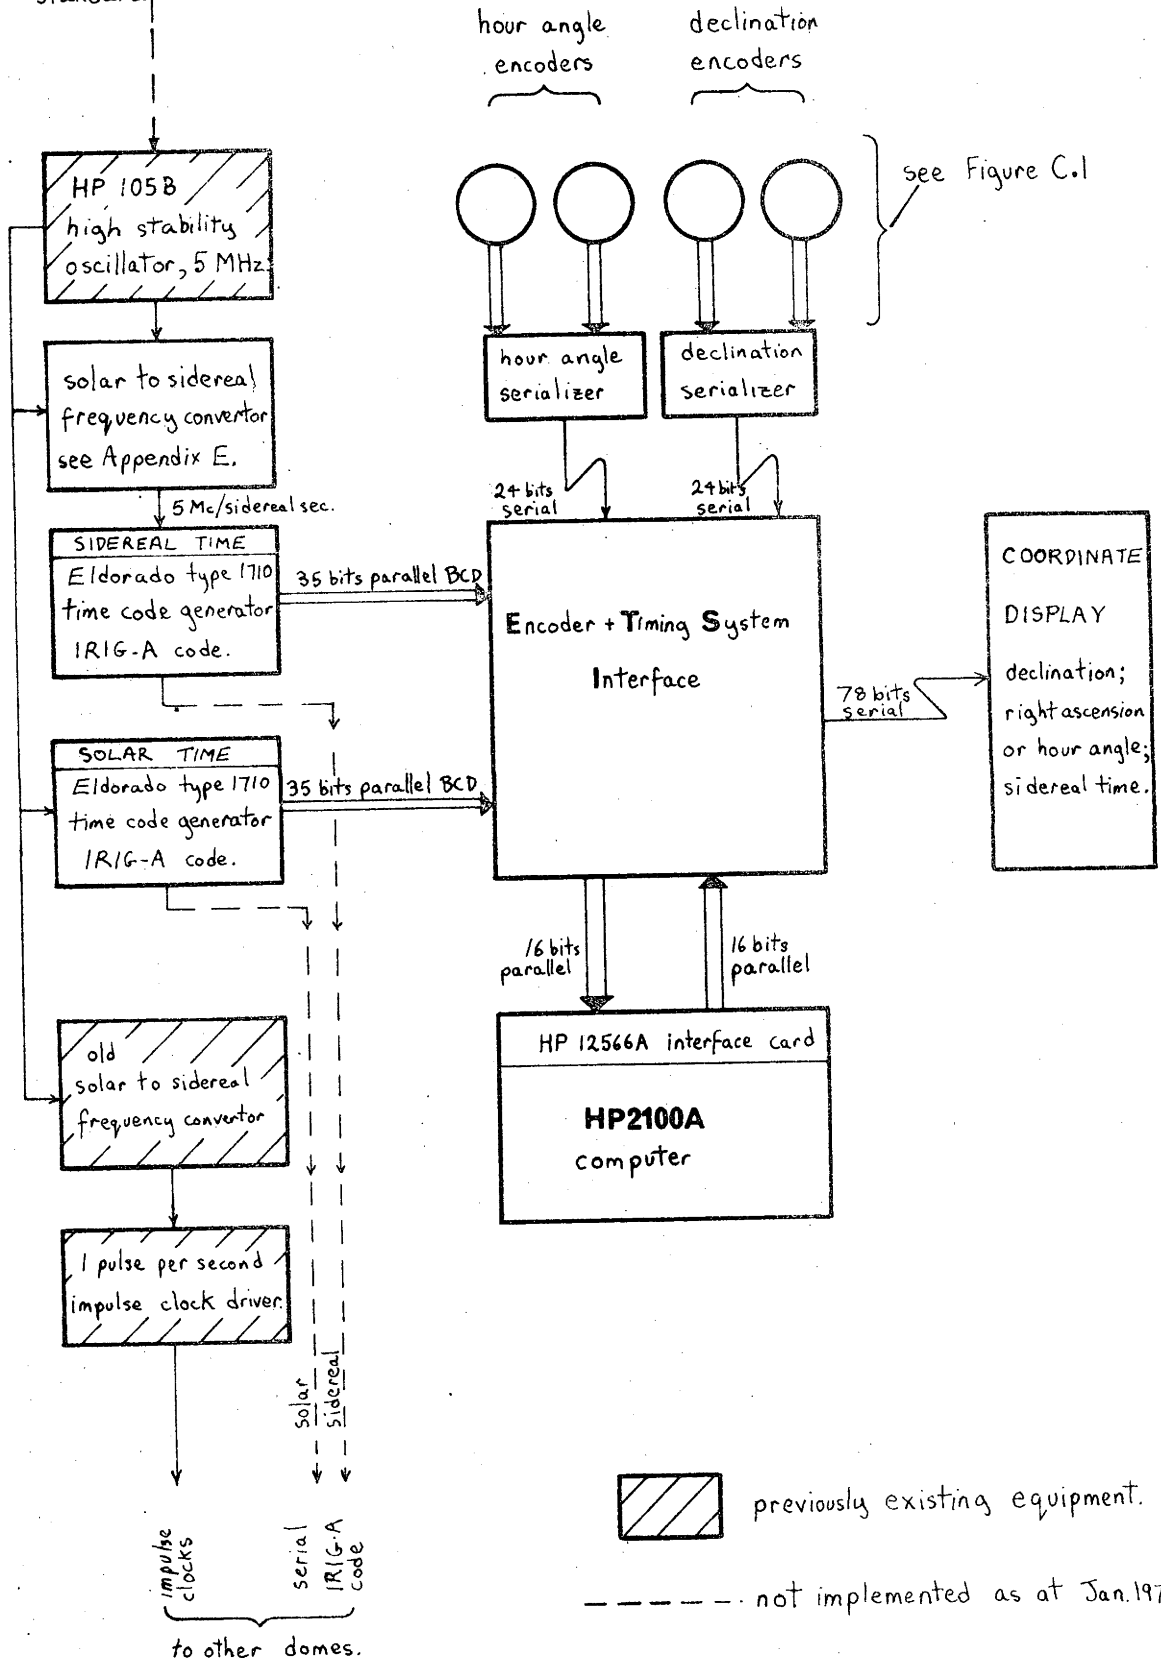 hour angle
encoders
declination
encoders
see Figure C.1
HP 105B
high stability
oscillator, 5 MHz.
solar to sidereal
frequency convertor
see Appendix E.
5 Mc/sidereal sec.
hour angle
serializer
declination
serializer
24 bits
serial
24 bits
serial
SIDEREAL TIME
Eldorado type 1710
time code generator
IRIG-A code.
35 bits parallel BCD
Encoder + Timing System
Interface
78 bits
serial
COORDINATE
DISPLAY
declination;
right ascension
or hour angle;
sidereal time.
SOLAR TIME
Eldorado type 1710
time code generator
IRIG-A code.
35 bits parallel BCD
16 bits
parallel
16 bits
parallel
HP 12566A interface card
HP2100A
computer
old
solar to sidereal
frequency convertor
1 pulse per second
impulse clock driver.
solar
sidereal
impulse
clocks
serial
IRIG-A
code
to other domes.
previously existing equipment.
not implemented as at Jan.